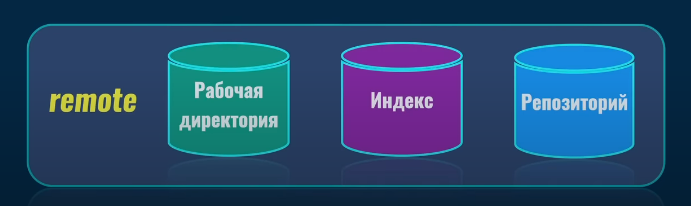 remote
Рабочая
директория
Индекс
Репозиторий